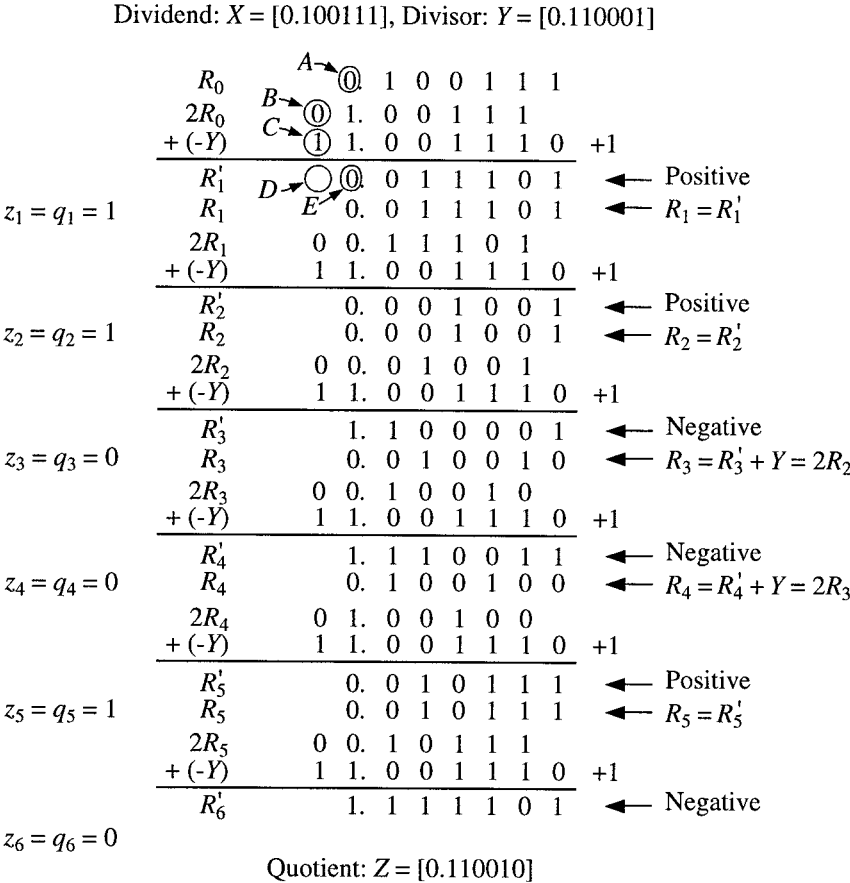 Dividend: X = [0.100111], Divisor: Y = [0.110001]
A
R₀ 0. 1 0 0 1 1 1
B
2R₀ 0 1. 0 0 1 1 1
C
+ (-Y) 1 1. 0 0 1 1 1 0 +1
R₁' 0. 0 1 1 1 0 1 Positive
D E
z₁ = q₁ = 1 R₁ 0. 0 1 1 1 0 1 R₁ = R₁'
2R₁ 0 0. 1 1 1 0 1
+ (-Y) 1 1. 0 0 1 1 1 0 +1
R₂' 0. 0 0 1 0 0 1 Positive
z₂ = q₂ = 1 R₂ 0. 0 0 1 0 0 1 R₂ = R₂'
2R₂ 0 0. 0 1 0 0 1
+ (-Y) 1 1. 0 0 1 1 1 0 +1
R₃' 1. 1 0 0 0 0 1 Negative
z₃ = q₃ = 0 R₃ 0. 0 1 0 0 1 0 R₃ = R₃' + Y = 2R₂
2R₃ 0 0. 1 0 0 1 0
+ (-Y) 1 1. 0 0 1 1 1 0 +1
R₄' 1. 1 1 0 0 1 1 Negative
z₄ = q₄ = 0 R₄ 0. 1 0 0 1 0 0 R₄ = R₄' + Y = 2R₃
2R₄ 0 1. 0 0 1 0 0
+ (-Y) 1 1. 0 0 1 1 1 0 +1
R₅' 0. 0 1 0 1 1 1 Positive
z₅ = q₅ = 1 R₅ 0. 0 1 0 1 1 1 R₅ = R₅'
2R₅ 0 0. 1 0 1 1 1
+ (-Y) 1 1. 0 0 1 1 1 0 +1
R₆' 1. 1 1 1 1 0 1 Negative
z₆ = q₆ = 0
Quotient: Z = [0.110010]